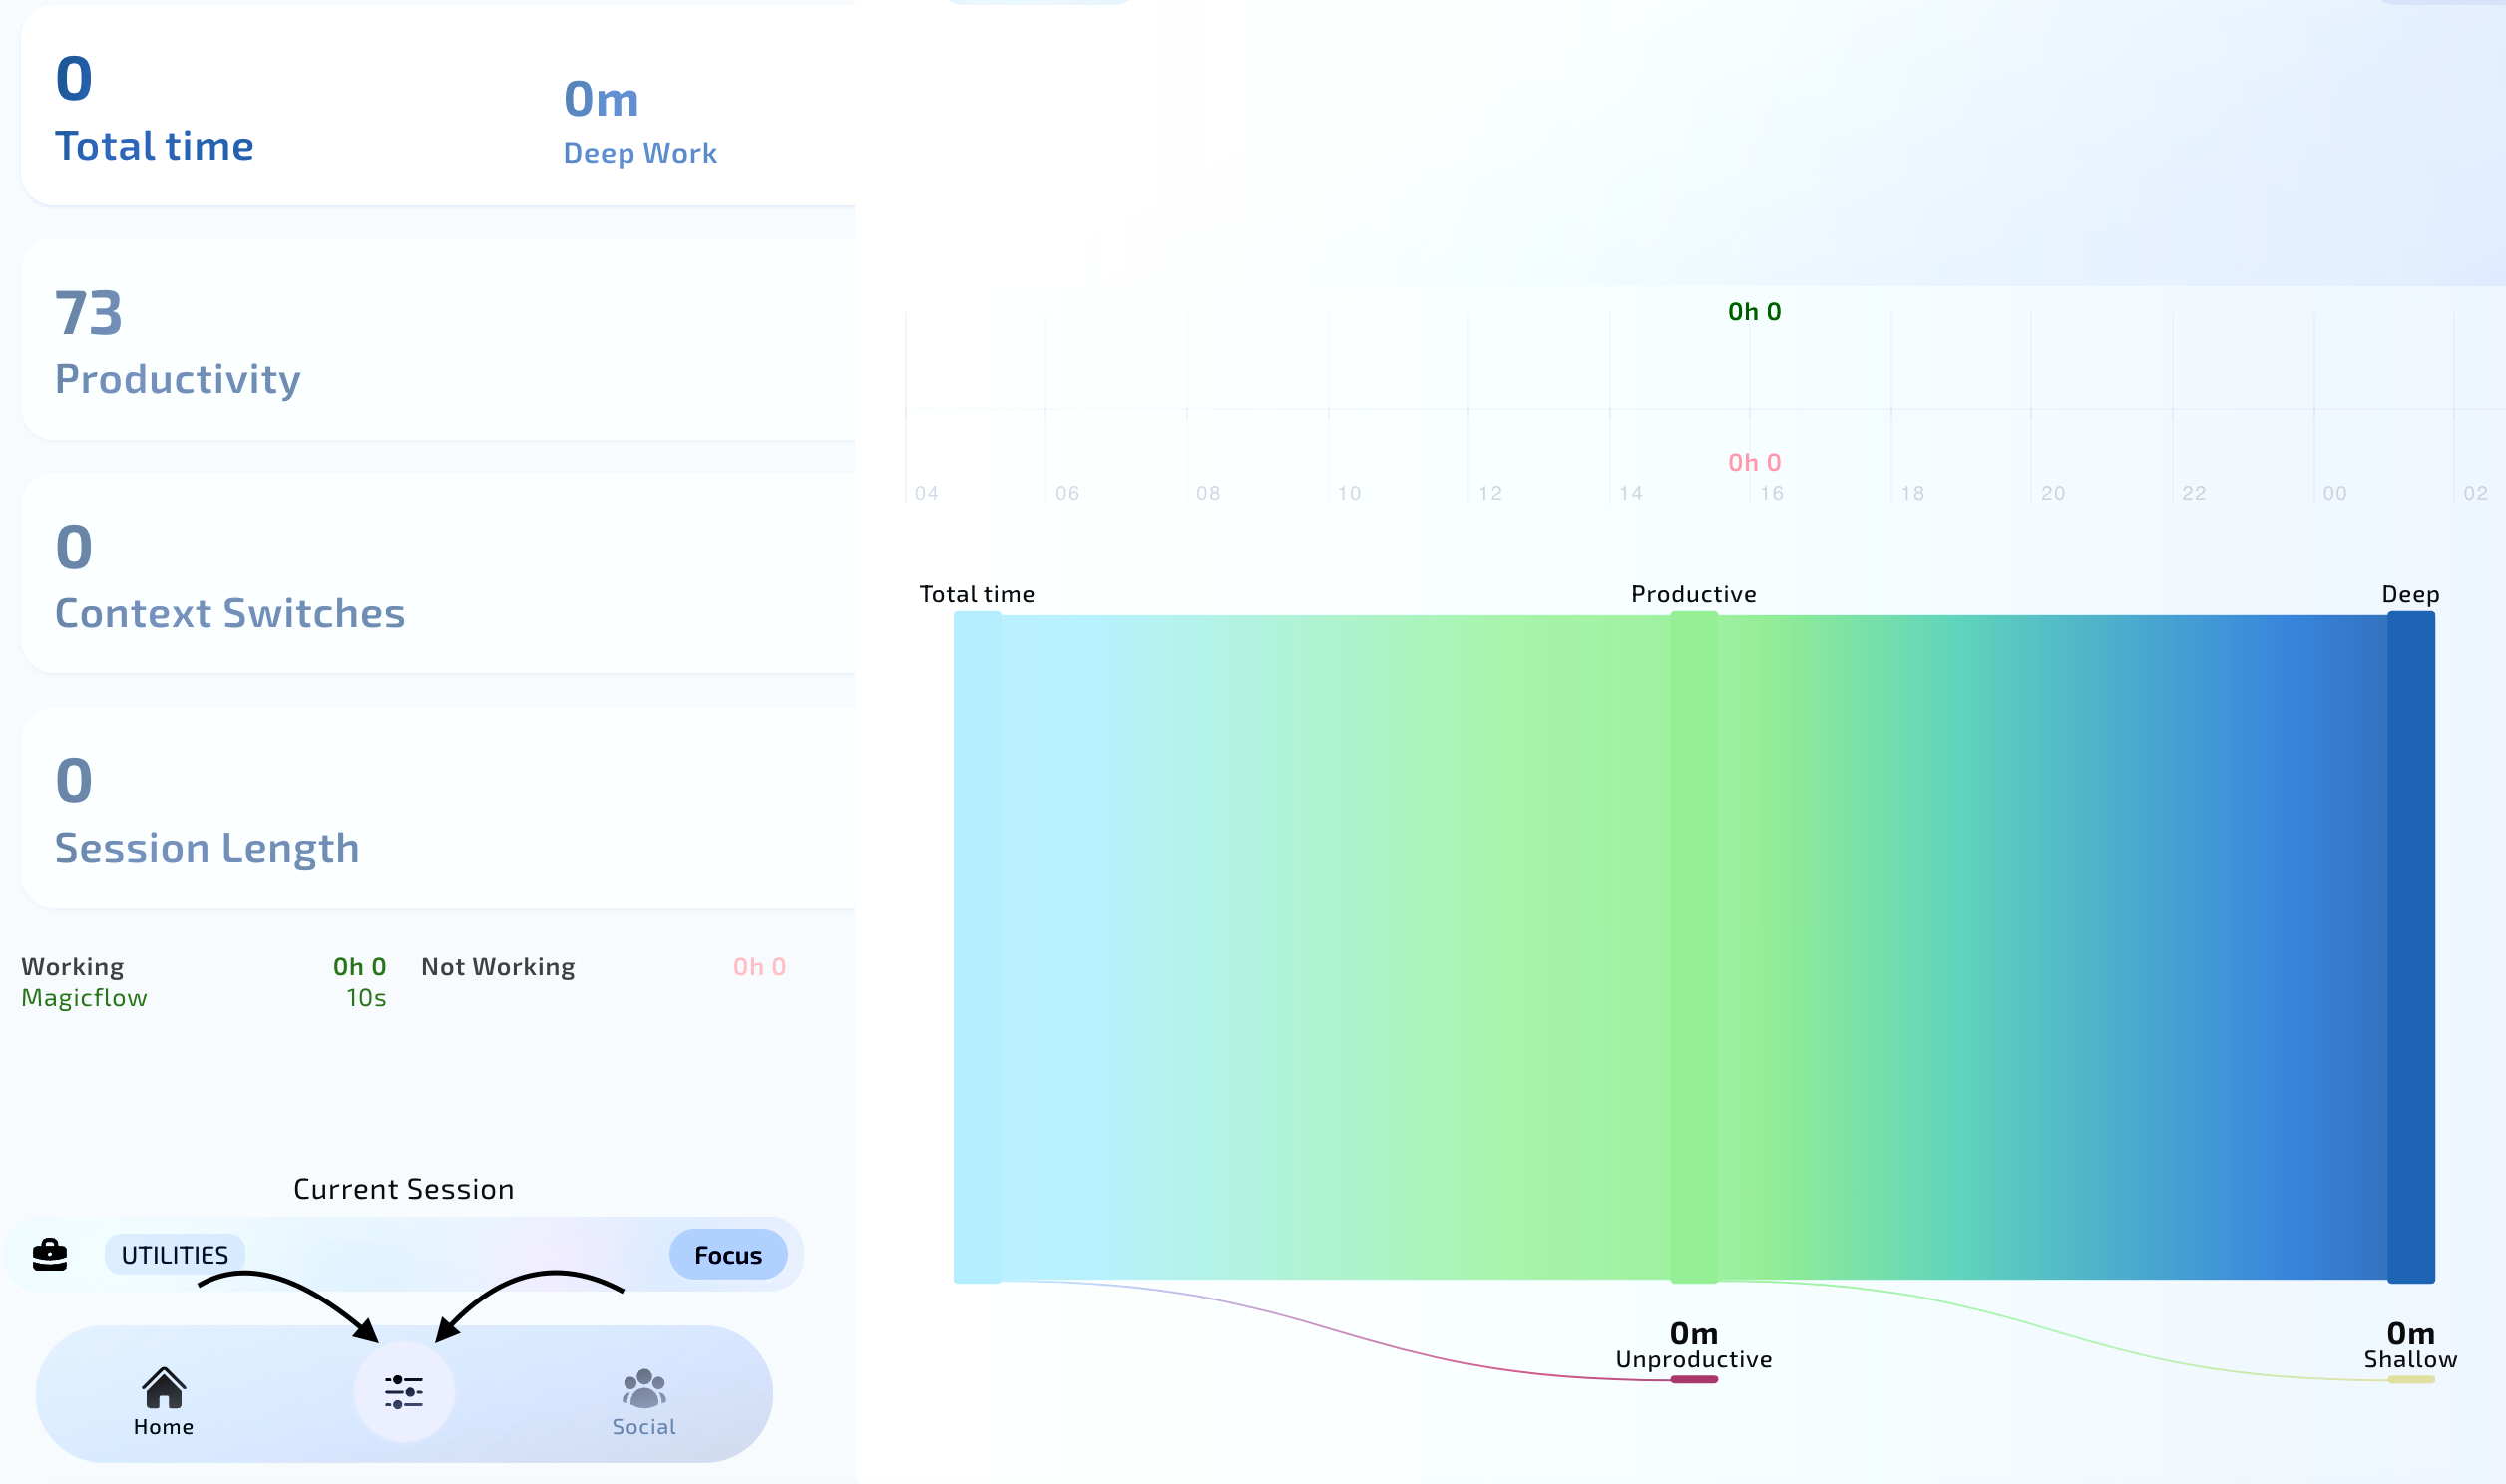 0
Total time
0m
Deep Work
73
Productivity
0
Context Switches
0
Session Length
Working 0h 0 Not Working 0h 0
Magicflow 10s
Current Session
UTILITIES Focus
Home Social
0h 0
0h 0
04 06 08 10 12 14 16 18 20 22 00 02
Total time Productive Deep
0m 0m
Unproductive Shallow